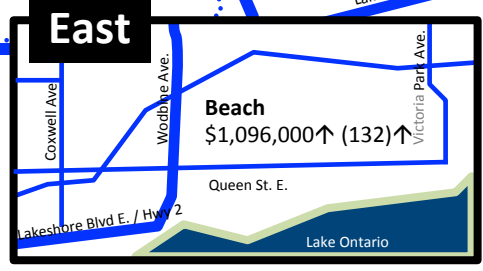 East
Coxwell Ave
Wodbine Ave.
Victoria Park Ave.
Beach
$1,096,000↑ (132)↑
Queen St. E.
Lakeshore Blvd E. / Hwy 2
Lake Ontario